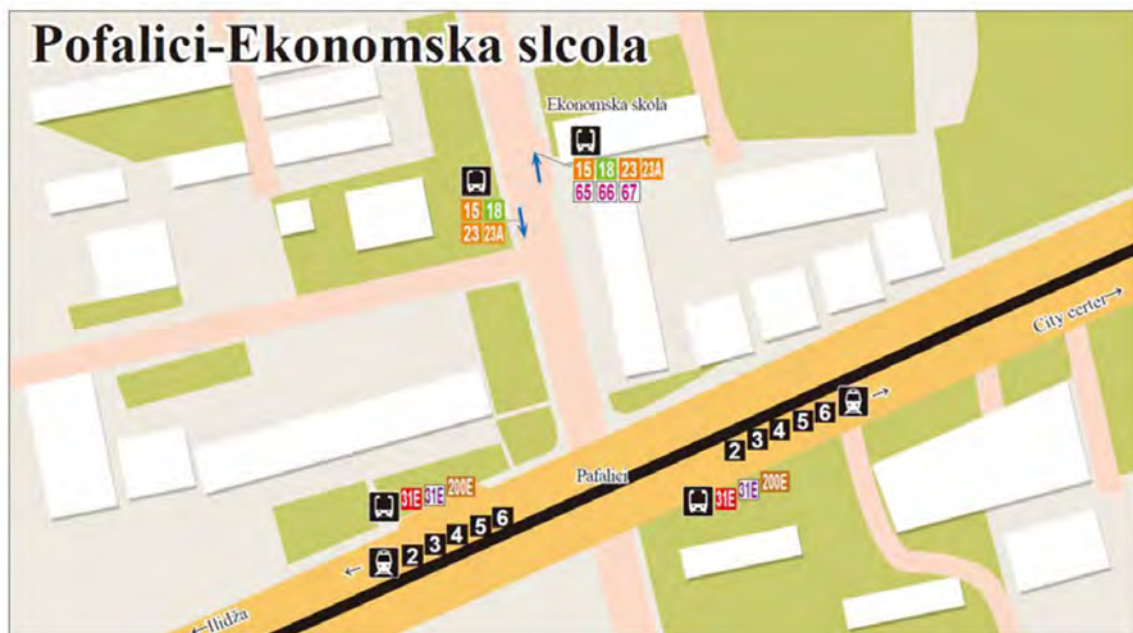 Pofalici-Ekonomska slcola
Ekonomska skola
15 18 23 23A
65 66 67
15 18
23 23A
City certer→
2 3 4 5 6
→
Pafalici
31E 31E 200E
31E 31E 200E
← 2 3 4 5 6
←Ilidža